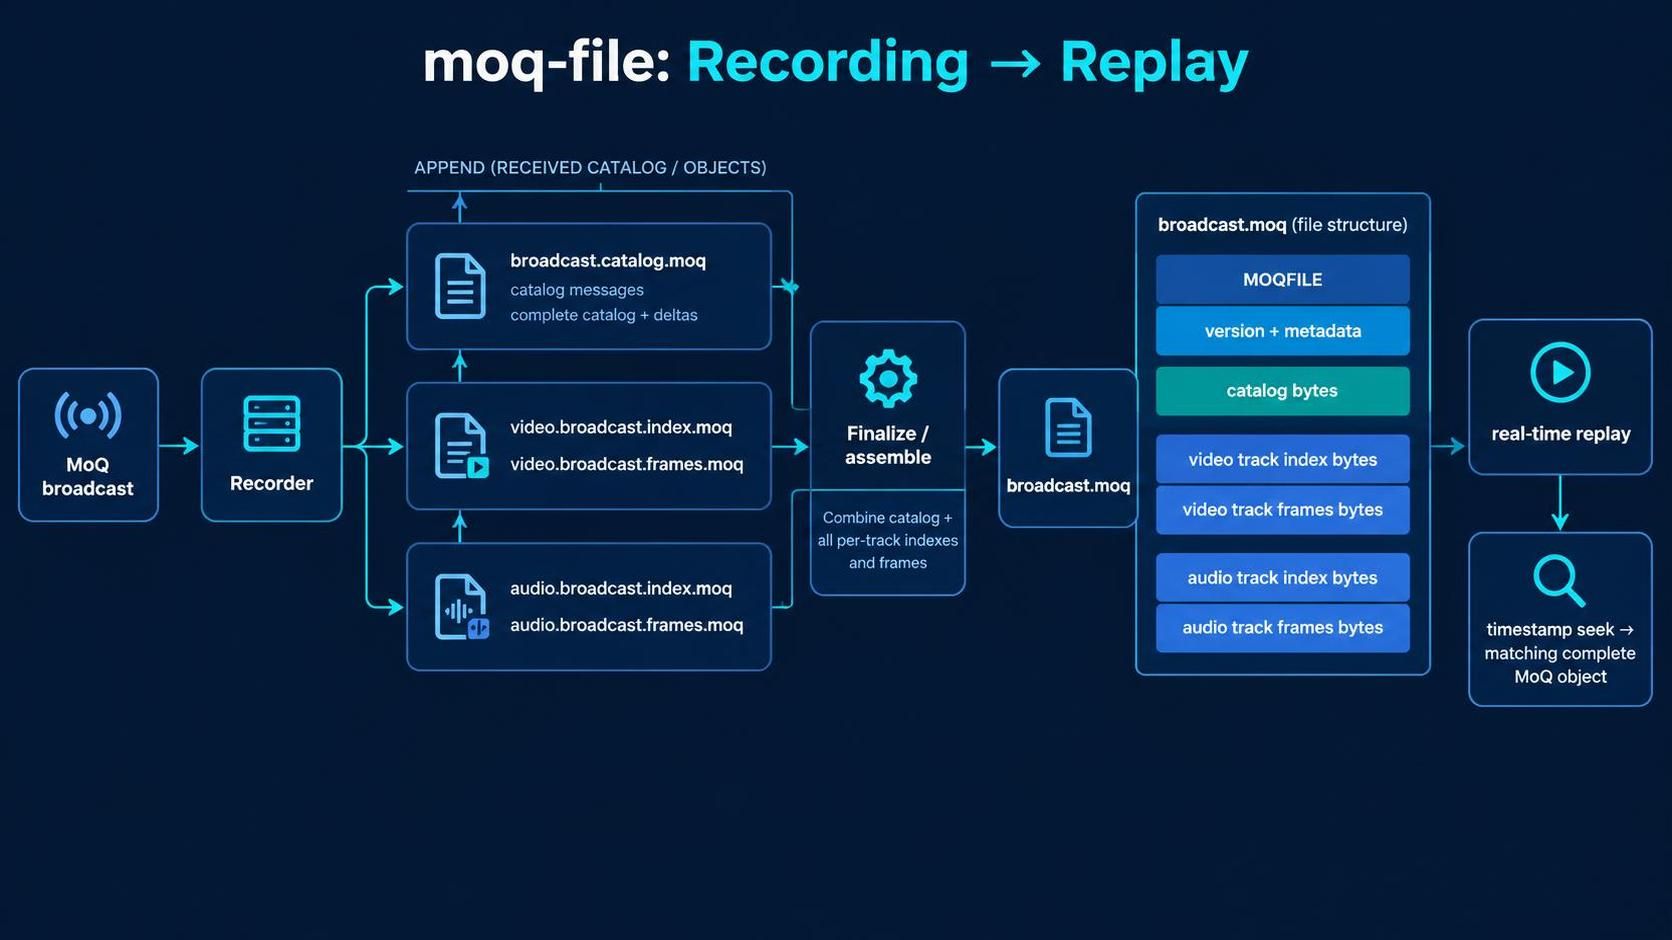 moq-file: Recording → Replay
APPEND (RECEIVED CATALOG / OBJECTS)
MoQ
broadcast
Recorder
broadcast.catalog.moq
catalog messages
complete catalog + deltas
video.broadcast.index.moq
video.broadcast.frames.moq
audio.broadcast.index.moq
audio.broadcast.frames.moq
Finalize /
assemble
Combine catalog +
all per-track indexes
and frames
broadcast.moq
broadcast.moq (file structure)
MOQFILE
version + metadata
catalog bytes
video track index bytes
video track frames bytes
audio track index bytes
audio track frames bytes
real-time replay
timestamp seek →
matching complete
MoQ object